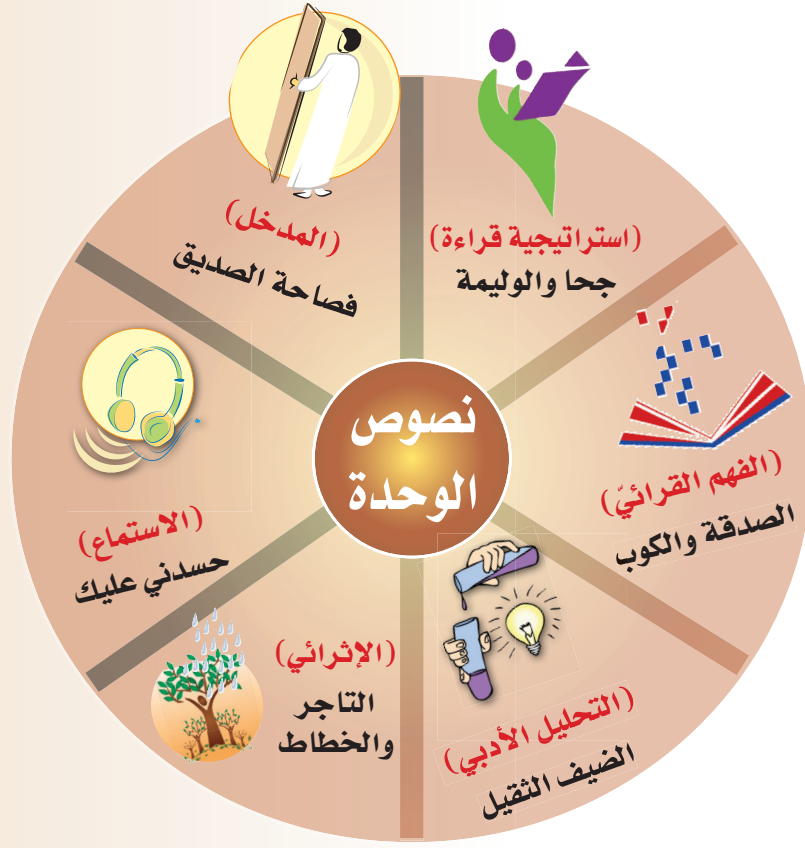 نصوص
الوحدة
(المدخل)
فصاحة الصديق
(استراتيجية قراءة)
جحا والوليمة
(الفهم القرائيّ)
الصدقة والكوب
(التحليل الأدبي)
الضيف الثقيل
(الإثرائي)
التاجر
والخطاط
(الاستماع)
حسدني عليك